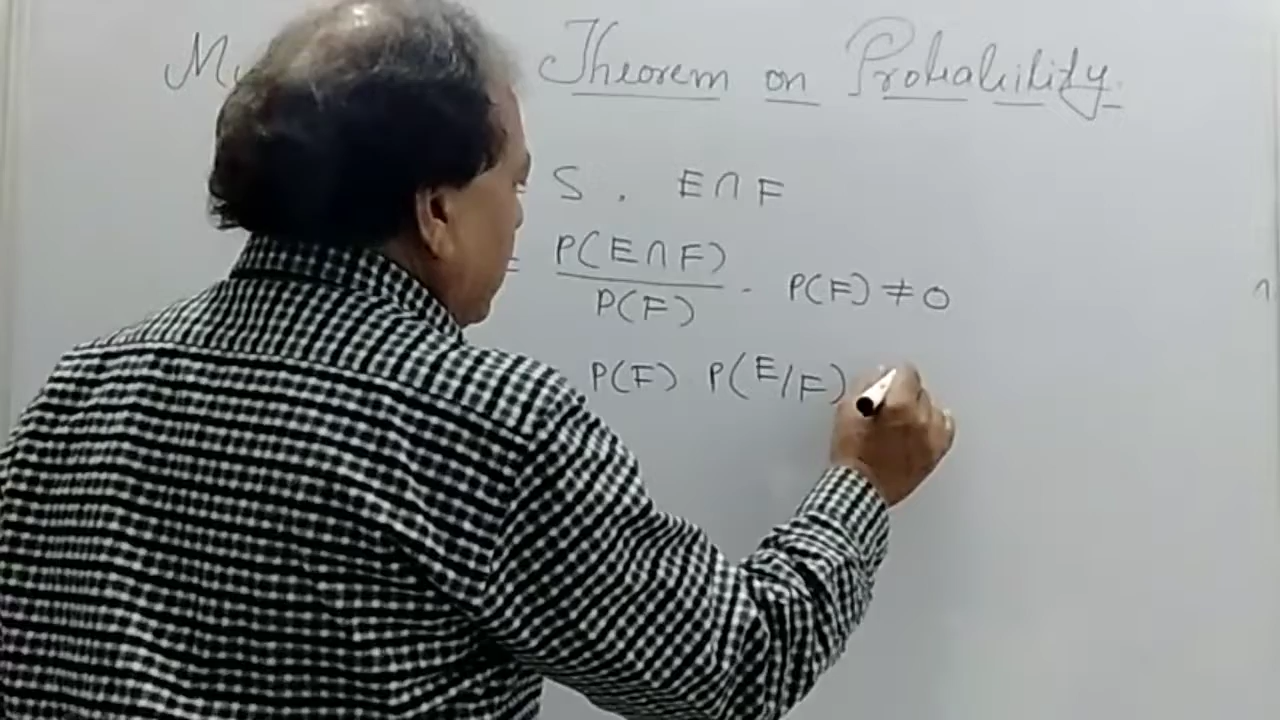 Theorem on Probability.
S . E ∩ F
= P(E ∩ F) / P(F) . P(F) ≠ 0
P(F) P(E/F)